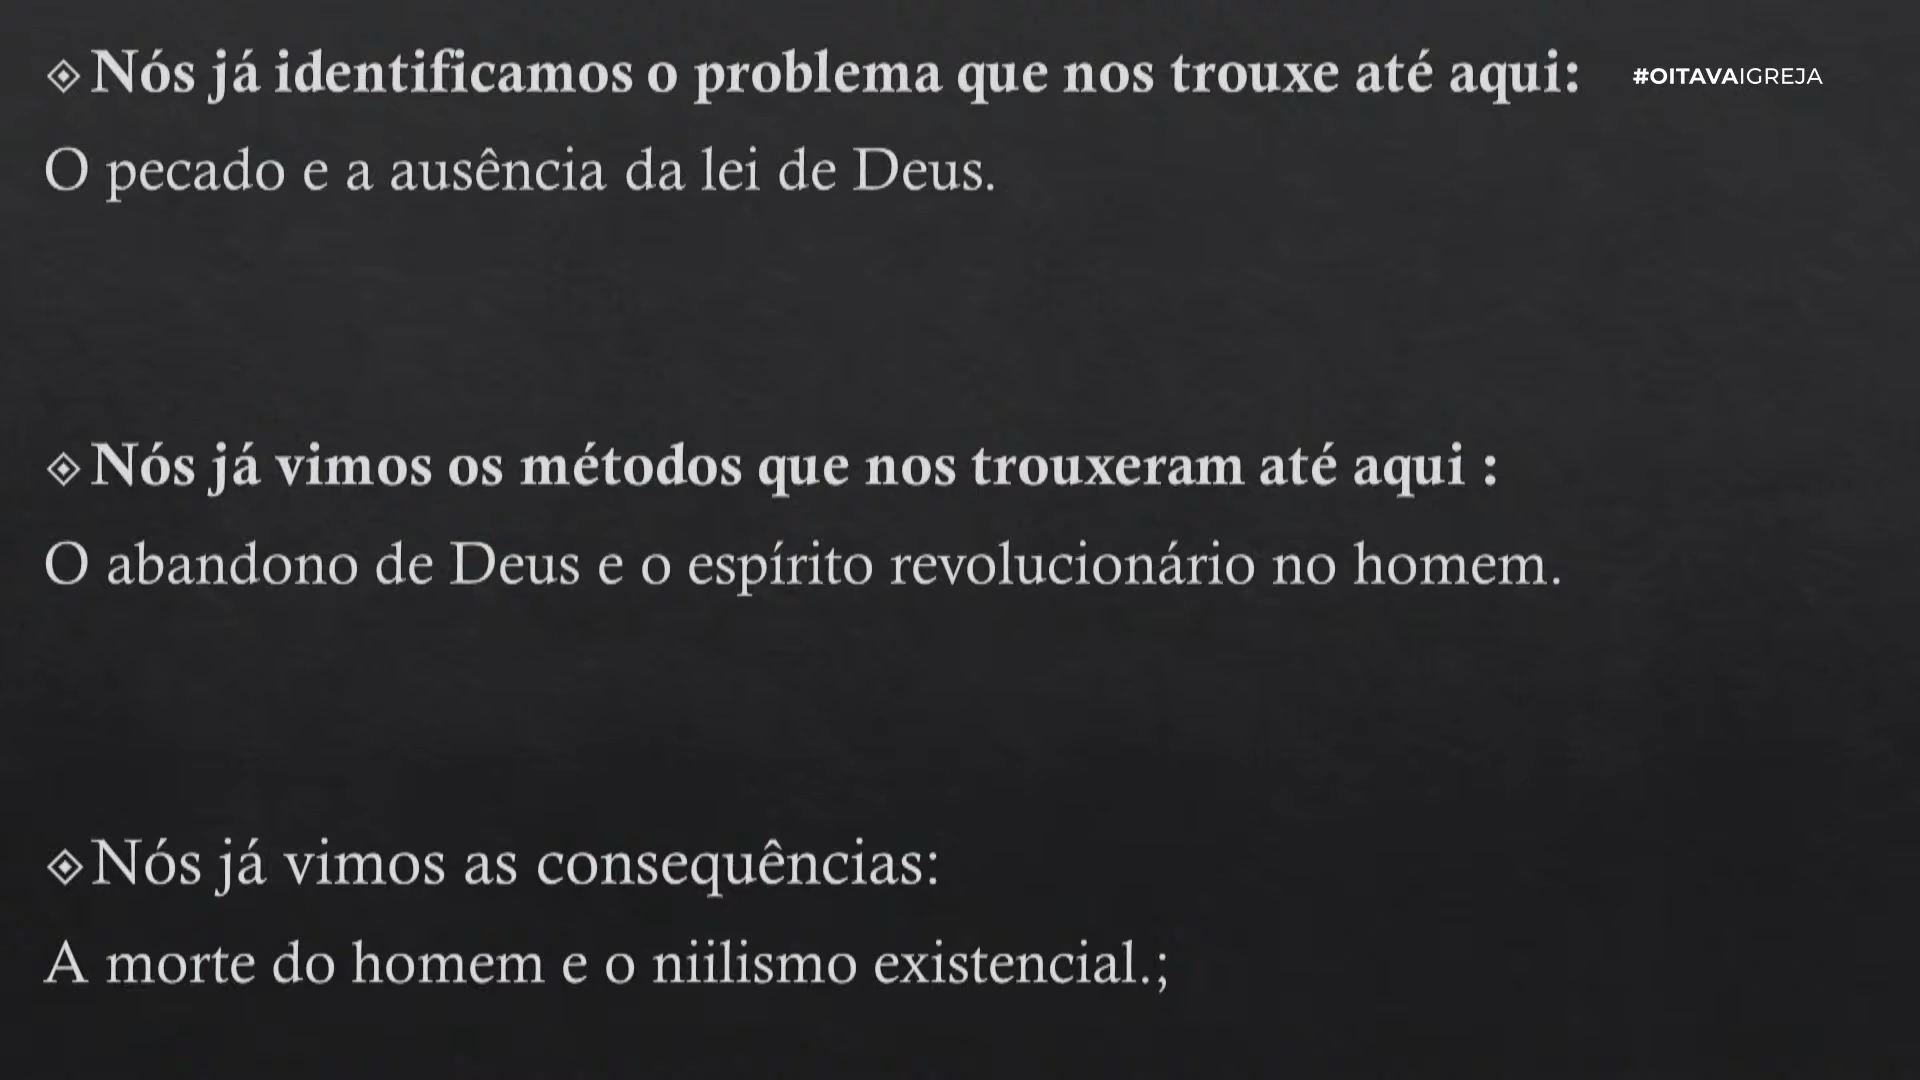 Nós já identificamos o problema que nos trouxe até aqui:
#OITAVAIGREJA
O pecado e a ausência da lei de Deus.
Nós já vimos os métodos que nos trouxeram até aqui :
O abandono de Deus e o espírito revolucionário no homem.
Nós já vimos as consequências:
A morte do homem e o niilismo existencial.;